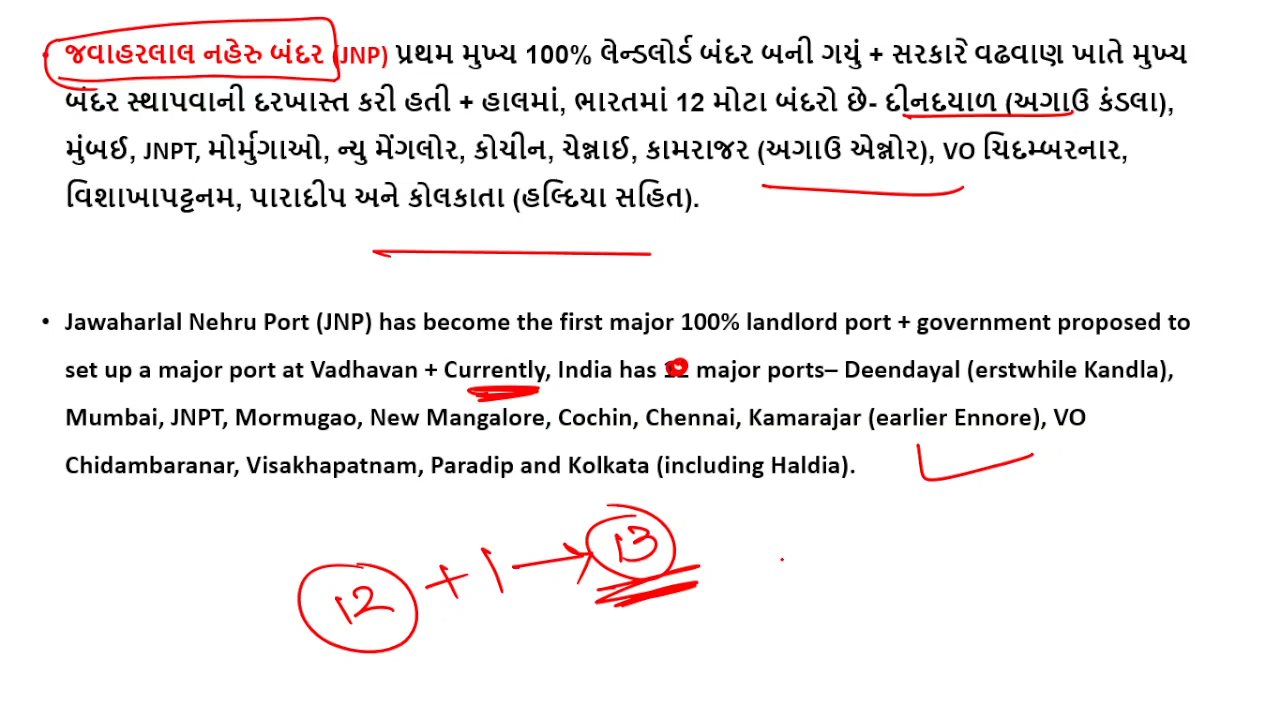 • જવાહરલાલ નહેરુ બંદર (JNP) પ્રથમ મુખ્ય 100% લેન્ડલોર્ડ બંદર બની ગયું + સરકારે વઢવાણ ખાતે મુખ્ય
બંદર સ્થાપવાની દરખાસ્ત કરી હતી + હાલમાં, ભારતમાં 12 મોટા બંદરો છે- દીનદયાળ (અગાઉ કંડલા),
મુંબઈ, JNPT, મોર્મુગાઓ, ન્યુ મેંગલોર, કોચીન, ચેન્નાઈ, કામરાજર (અગાઉ એન્નોર), VO ચિદમ્બરનાર,
વિશાખાપટ્ટનમ, પારાદીપ અને કોલકાતા (હલ્દિયા સહિત).
• Jawaharlal Nehru Port (JNP) has become the first major 100% landlord port + government proposed to
set up a major port at Vadhavan + Currently, India has 12 major ports– Deendayal (erstwhile Kandla),
Mumbai, JNPT, Mormugao, New Mangalore, Cochin, Chennai, Kamarajar (earlier Ennore), VO
Chidambaranar, Visakhapatnam, Paradip and Kolkata (including Haldia).
12 + 1 → 13